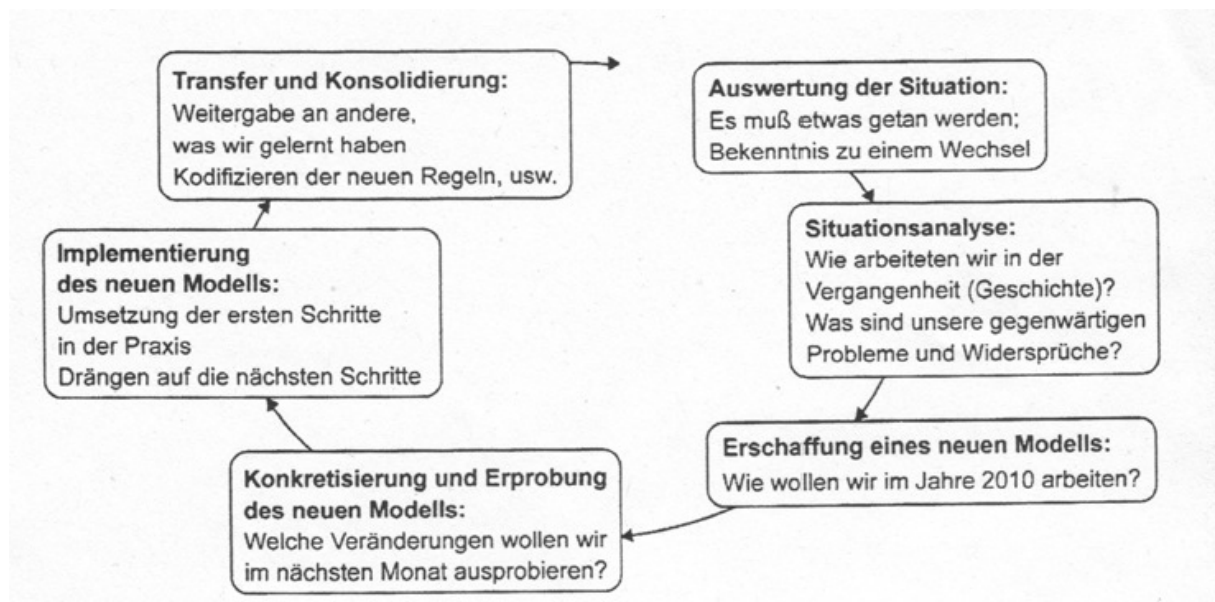 Transfer und Konsolidierung:
Weitergabe an andere,
was wir gelernt haben
Kodifizieren der neuen Regeln, usw.
Auswertung der Situation:
Es muß etwas getan werden;
Bekenntnis zu einem Wechsel
Situationsanalyse:
Wie arbeiteten wir in der
Vergangenheit (Geschichte)?
Was sind unsere gegenwärtigen
Probleme und Widersprüche?
Erschaffung eines neuen Modells:
Wie wollen wir im Jahre 2010 arbeiten?
Konkretisierung und Erprobung
des neuen Modells:
Welche Veränderungen wollen wir
im nächsten Monat ausprobieren?
Implementierung
des neuen Modells:
Umsetzung der ersten Schritte
in der Praxis
Drängen auf die nächsten Schritte